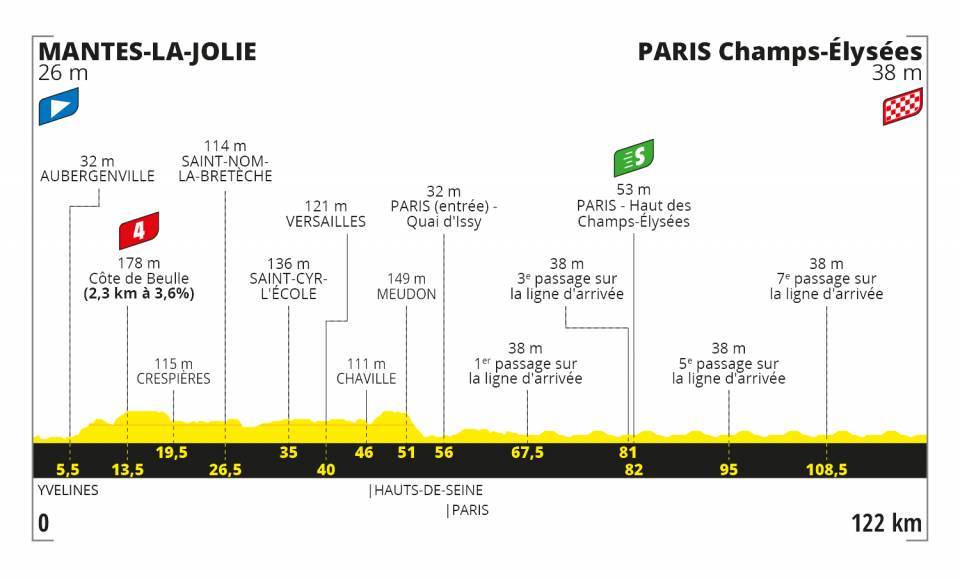 MANTES-LA-JOLIE
26 m
PARIS Champs-Élysées
38 m
32 m
AUBERGENVILLE
4
178 m
Côte de Beulle
(2,3 km à 3,6%)
115 m
CRESPIÈRES
114 m
SAINT-NOM-
LA-BRETÈCHE
136 m
SAINT-CYR-
L'ÉCOLE
121 m
VERSAILLES
111 m
CHAVILLE
149 m
MEUDON
32 m
PARIS (entrée) -
Quai d'Issy
38 m
1er passage sur
la ligne d'arrivée
38 m
3e passage sur
la ligne d'arrivée
S
53 m
PARIS - Haut des
Champs-Élysées
38 m
5e passage sur
la ligne d'arrivée
38 m
7e passage sur
la ligne d'arrivée
19,5 35 46 51 56 67,5 81
5,5 13,5 26,5 40 82 95 108,5
YVELINES
|HAUTS-DE-SEINE
|PARIS
0
122 km